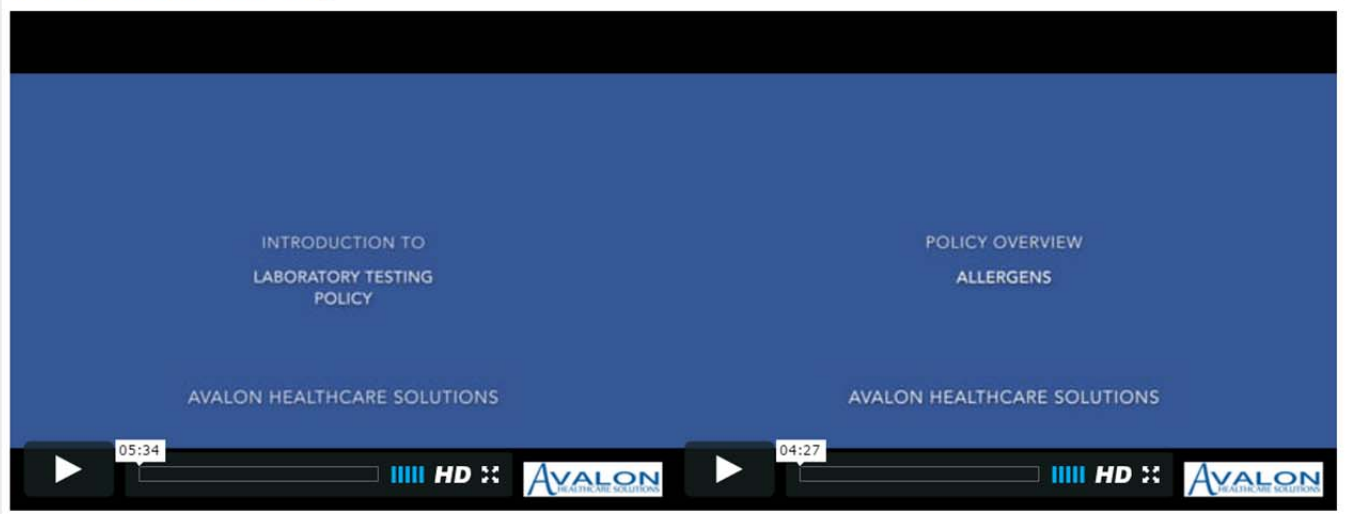 INTRODUCTION TO
LABORATORY TESTING
POLICY
AVALON HEALTHCARE SOLUTIONS
05:34
HD
AVALON
HEALTHCARE SOLUTIONS
POLICY OVERVIEW
ALLERGENS
AVALON HEALTHCARE SOLUTIONS
04:27
HD
AVALON
HEALTHCARE SOLUTIONS